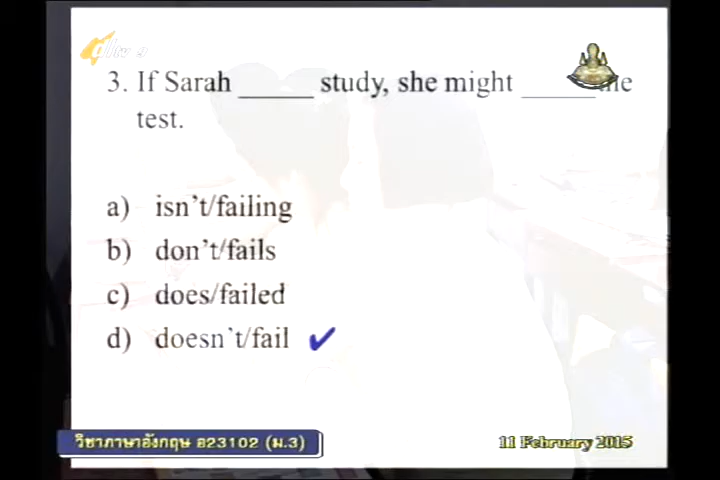 3. If Sarah _____ study, she might _____
test.
a) isn't/failing
b) don't/fails
c) does/failed
d) doesn't/fail ✔
วิชาภาษาอังกฤษ อ23102 (ม.3)
11 February 2015